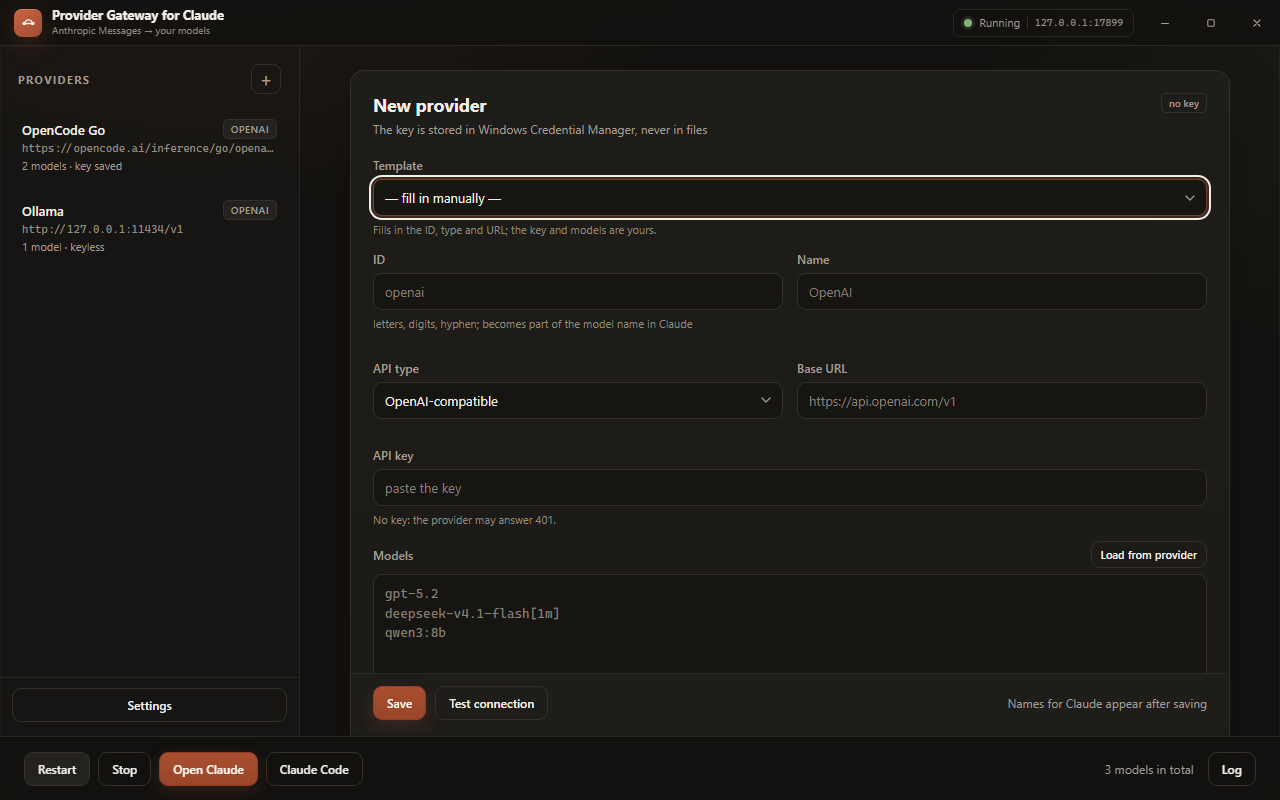 Provider Gateway for Claude
Anthropic Messages → your models
Running
127.0.0.1:17899
PROVIDERS
+
OpenCode Go
OPENAI
https://opencode.ai/inference/go/opena…
2 models · key saved
Ollama
OPENAI
http://127.0.0.1:11434/v1
1 model · keyless
Settings
New provider
no key
The key is stored in Windows Credential Manager, never in files
Template
— fill in manually —
Fills in the ID, type and URL; the key and models are yours.
ID
Name
openai
OpenAI
letters, digits, hyphen; becomes part of the model name in Claude
API type
Base URL
OpenAI-compatible
https://api.openai.com/v1
API key
paste the key
No key: the provider may answer 401.
Models
Load from provider
gpt-5.2
deepseek-v4.1-flash[1m]
qwen3:8b
Save
Test connection
Names for Claude appear after saving
Restart
Stop
Open Claude
Claude Code
3 models in total
Log